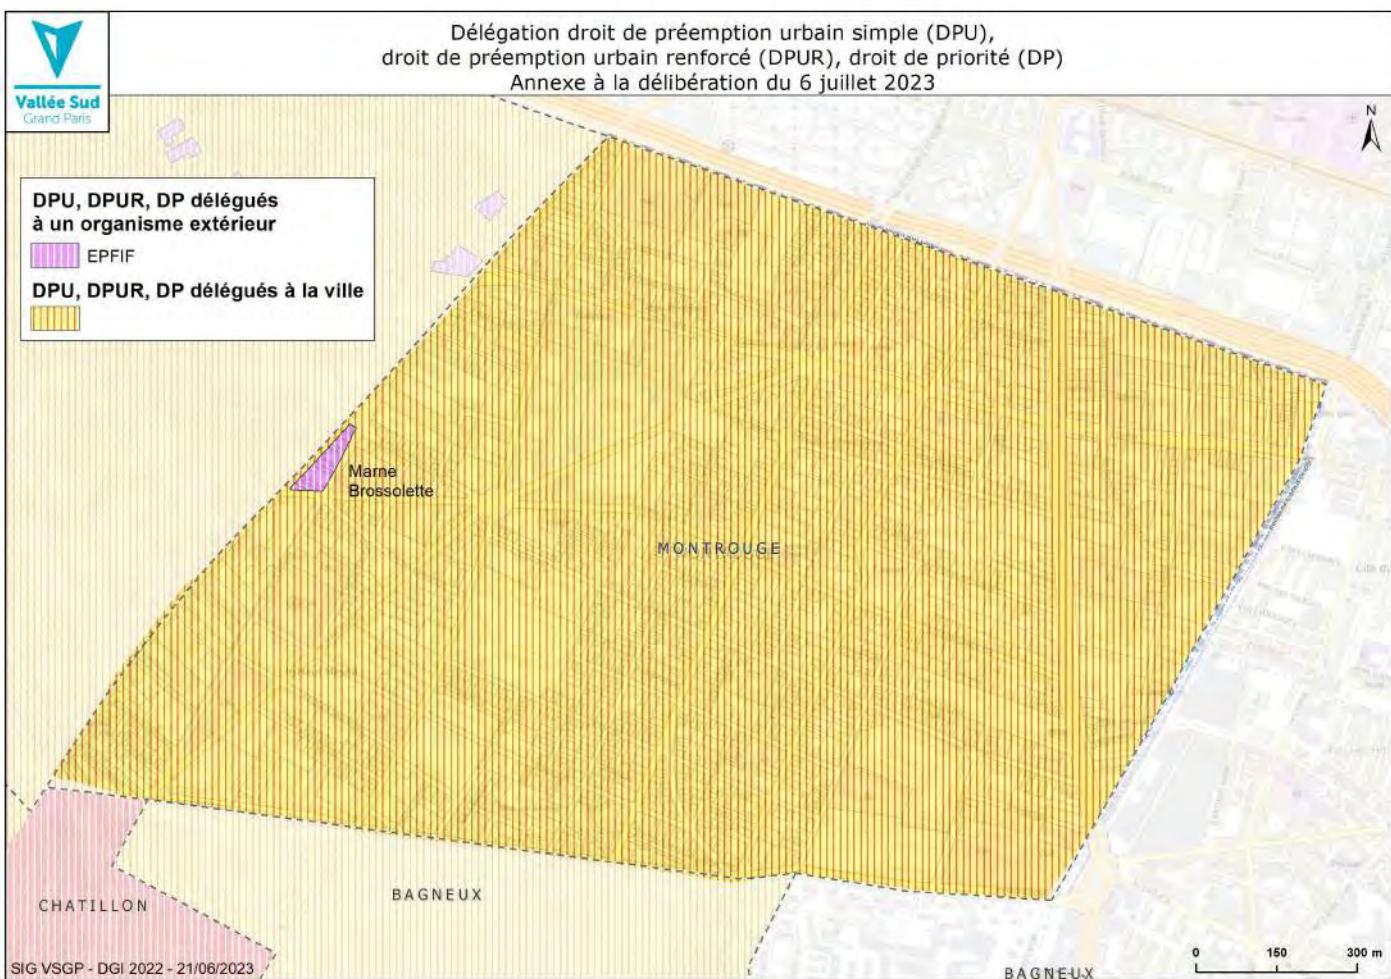 Délégation droit de préemption urbain simple (DPU),
droit de préemption urbain renforcé (DPUR), droit de priorité (DP)
Annexe à la délibération du 6 juillet 2023
Vallée Sud
Grand Paris
N
DPU, DPUR, DP délégués
à un organisme extérieur
EPFIF
DPU, DPUR, DP délégués à la ville
Marne
Brossolette
MONTROUGE
CHATILLON
BAGNEUX
BAGNEUX
0 150 300 m
SIG VSGP - DGI 2022 - 21/06/2023